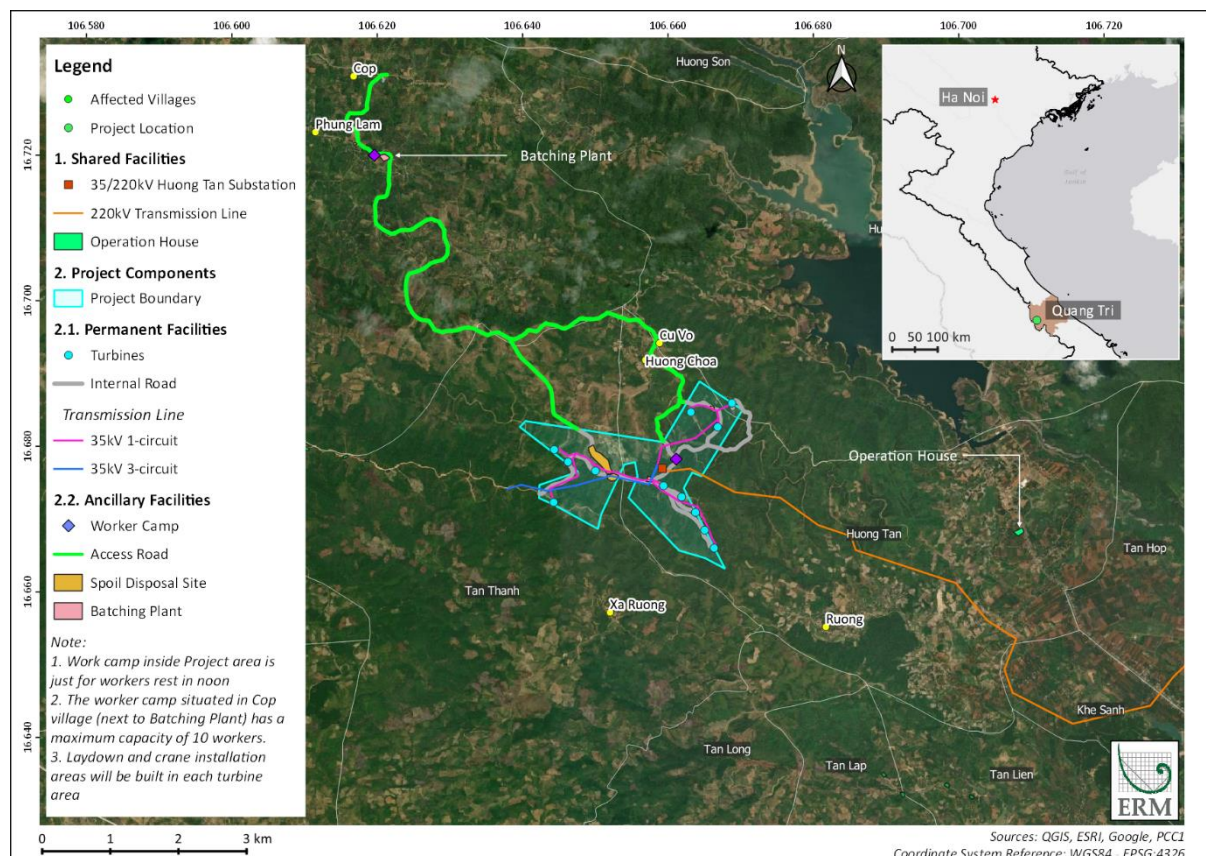 106.580 106.600 106.620 106.640 106.660 106.680 106.700 106.720
16.720
16.700
16.680
16.660
16.640
Legend
Affected Villages
Project Location
1. Shared Facilities
35/220kV Huong Tan Substation
220kV Transmission Line
Operation House
2. Project Components
Project Boundary
2.1. Permanent Facilities
Turbines
Internal Road
Transmission Line
35kV 1-circuit
35kV 3-circuit
2.2. Ancillary Facilities
Worker Camp
Access Road
Spoil Disposal Site
Batching Plant
Note:
1. Work camp inside Project area is
just for workers rest in noon
2. The worker camp situated in Cop
village (next to Batching Plant) has a
maximum capacity of 10 workers.
3. Laydown and crane installation
areas will be built in each turbine
area
0 1 2 3 km
Cop
Phung Lam
Batching Plant
Huong Son
N
Hu
Cu Vo
Huong Choa
Operation House
Huong Tan
Tan Hop
Tan Thanh
Xa Ruong
Ruong
Khe Sanh
Tan Long
Tan Lap
Tan Lien
Ha Noi
Quang Tri
0 50 100 km
ERM
Sources: QGIS, ESRI, Google, PCC1
Coordinate System Reference: WGS84 - EPSG:4326